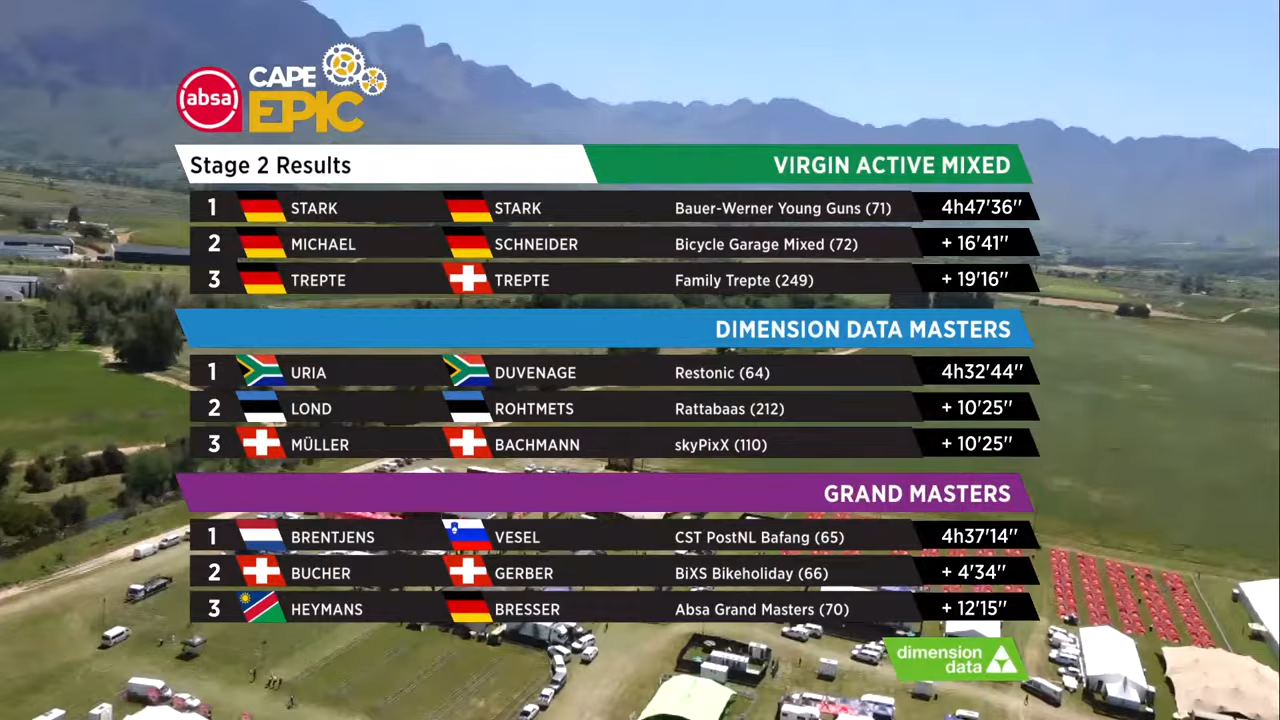 absa
CAPE
EPIC
Stage 2 Results VIRGIN ACTIVE MIXED
1 STARK STARK Bauer-Werner Young Guns (71) 4h47'36''
2 MICHAEL SCHNEIDER Bicycle Garage Mixed (72) + 16'41''
3 TREPTE TREPTE Family Trepte (249) + 19'16''
DIMENSION DATA MASTERS
1 URIA DUVENAGE Restonic (64) 4h32'44''
2 LOND ROHTMETS Rattabaas (212) + 10'25''
3 MÜLLER BACHMANN skyPixX (110) + 10'25''
GRAND MASTERS
1 BRENTJENS VESEL CST PostNL Bafang (65) 4h37'14''
2 BUCHER GERBER BiXS Bikeholiday (66) + 4'34''
3 HEYMANS BRESSER Absa Grand Masters (70) + 12'15''
dimension
data